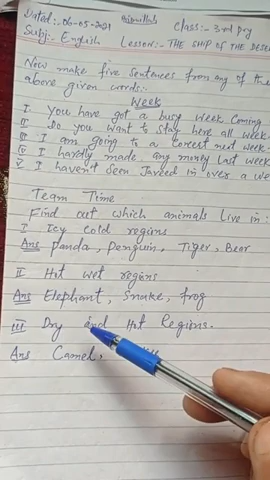 Dated:- 06-05-2021 Bismillah Class:- 3rd pry
Subj:- English Lesson:- THE SHIP OF THE DESER
Now make five sentences from any of the
above given words:-
Week
I. You have got a busy week coming
II Do you want to stay here all week.
III I am going to a concert next week.
IV I hardly made any money last week
V I haven't seen Javeed in over a we
Team Time
Find out which animals live in:
I Icy cold regins
Ans Panda, Penguin, Tiger, Bear
II Hot wet regins
Ans Elephant, Snake, frog
III Dry and Hot Regions.
Ans Camel,